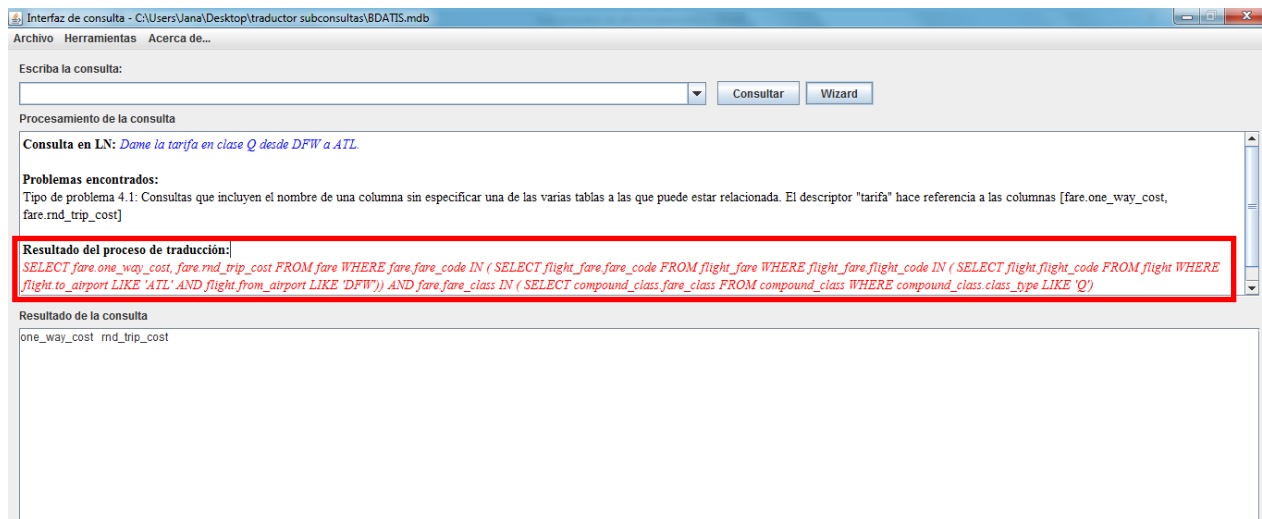 Interfaz de consulta - C:\Users\Jana\Desktop\traductor subconsultas\BDATIS.mdb
Archivo Herramientas Acerca de...
Escriba la consulta:
Consultar Wizard
Procesamiento de la consulta
Consulta en LN: Dame la tarifa en clase Q desde DFW a ATL.
Problemas encontrados:
Tipo de problema 4.1: Consultas que incluyen el nombre de una columna sin especificar una de las varias tablas a las que puede estar relacionada. El descriptor "tarifa" hace referencia a las columnas [fare.one_way_cost,
fare.rnd_trip_cost]
Resultado del proceso de traducción:
SELECT fare.one_way_cost, fare.rnd_trip_cost FROM fare WHERE fare.fare_code IN ( SELECT flight_fare.fare_code FROM flight_fare WHERE flight_fare.flight_code IN ( SELECT flight.flight_code FROM flight WHERE
flight.to_airport LIKE 'ATL' AND flight.from_airport LIKE 'DFW')) AND fare.fare_class IN ( SELECT compound_class.fare_class FROM compound_class WHERE compound_class.class_type LIKE 'Q')
Resultado de la consulta
one_way_cost rnd_trip_cost